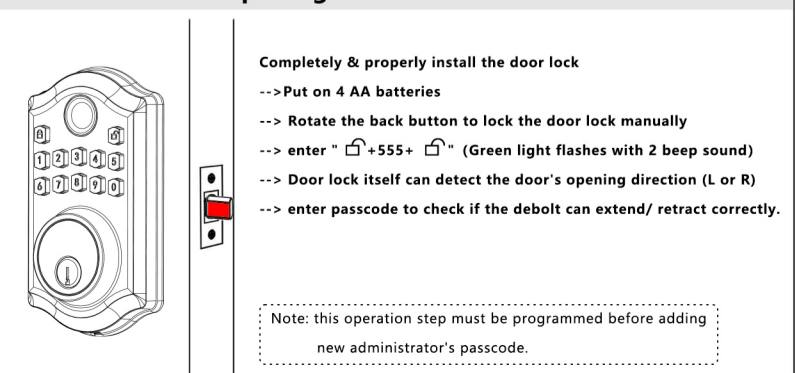 Completely & properly install the door lock
-->Put on 4 AA batteries
--> Rotate the back button to lock the door lock manually
--> enter " 🔓+555+ 🔓" (Green light flashes with 2 beep sound)
--> Door lock itself can detect the door's opening direction (L or R)
--> enter passcode to check if the debolt can extend/ retract correctly.
1 2 3 4 5
6 7 8 9 0
Note: this operation step must be programmed before adding
new administrator's passcode.